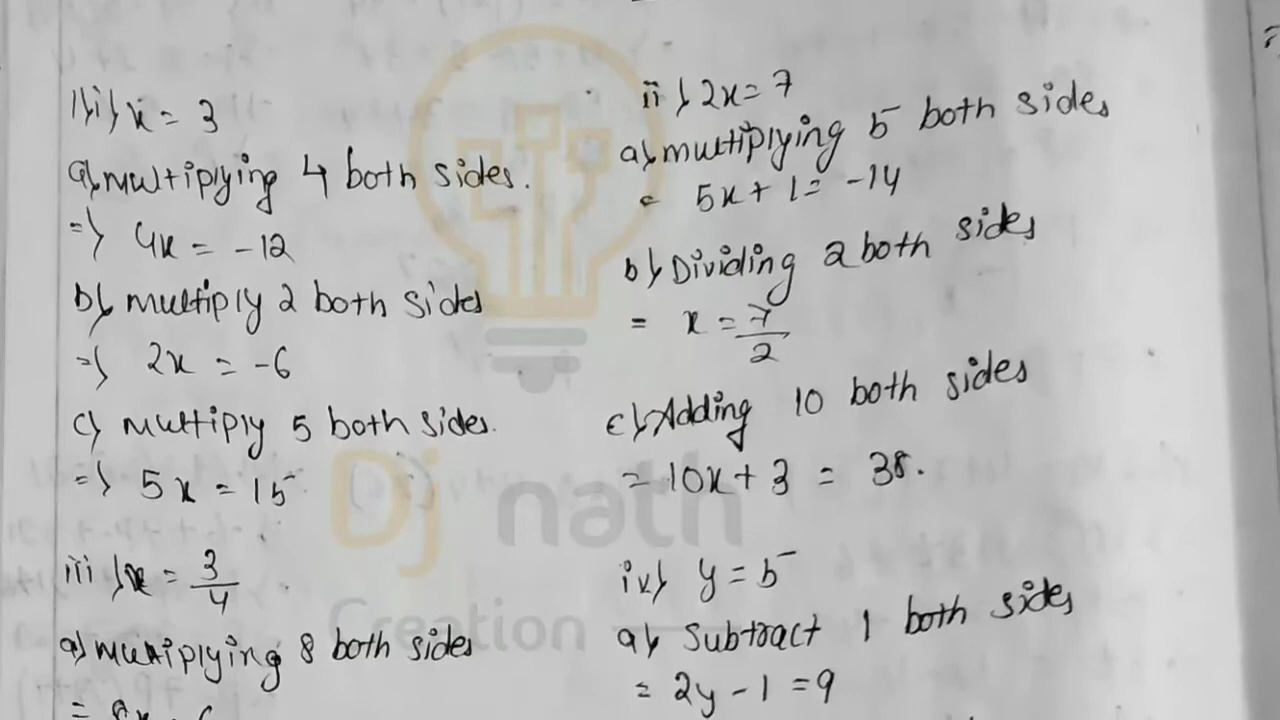 1) i) x = 3
a) multiplying 4 both sides.
=> 4x = -12
b) multiply 2 both sides
=> 2x = -6
c) multiply 5 both sides.
=> 5x = 15
iii) x = 3/4
a) multiplying 8 both sides
ii) 2x = 7
a) multiplying 5 both sides
= 5x + 1 = -14
b) Dividing 2 both sides
= x = 7/2
c) Adding 10 both sides
= 10x + 3 = 38.
iv) y = 5
a) Subtract 1 both sides
= 2y - 1 = 9
Dj nath
Creation